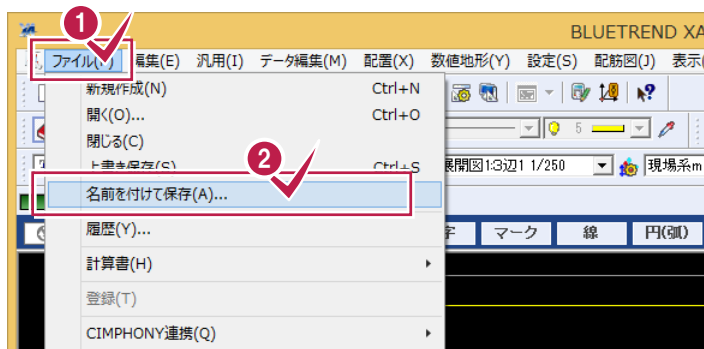 1
BLUETREND XA
ファイル(F) 編集(E) 汎用(I) データ編集(M) 配置(X) 数値地形(Y) 設定(S) 配筋図(J) 表示(
新規作成(N) Ctrl+N
開く(O)... Ctrl+O
5
閉じる(C)
2
上書き保存(S) Ctrl+S
展開図1:3辺1 1/250 現場系m
名前を付けて保存(A)...
履歴(Y)...
字 マーク 線 円(弧)
計算書(H)
登録(T)
CIMPHONY連携(Q)